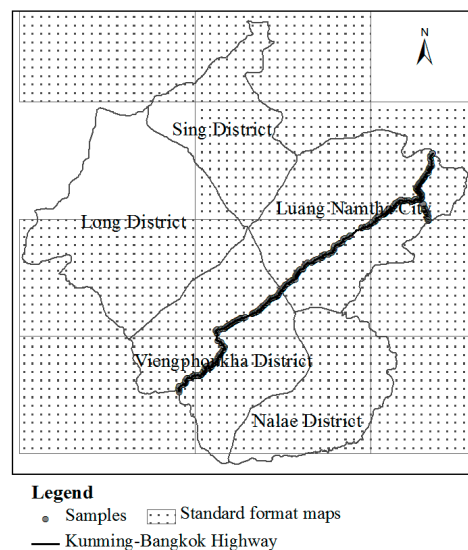 N
Sing District
Long District
Luang Namtha City
Viengphoukha District
Nalae District
Legend
Samples
Standard format maps
Kunming-Bangkok Highway